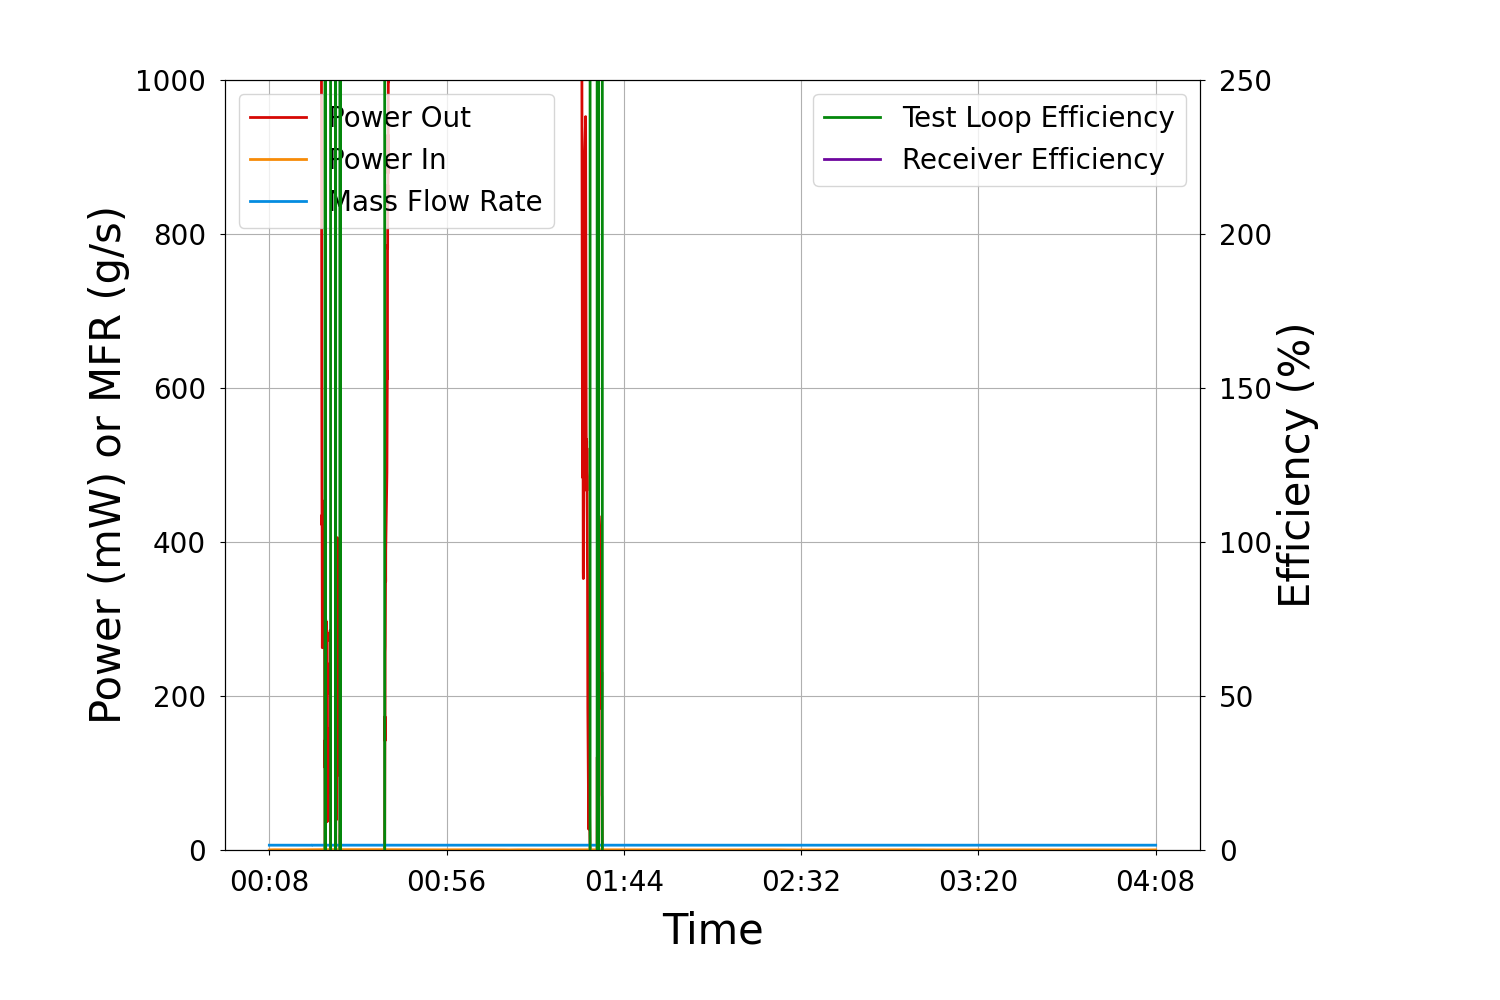 1000
800
600
400
200
0
Power (mW) or MFR (g/s)
Power Out
Power In
Mass Flow Rate
Test Loop Efficiency
Receiver Efficiency
250
200
150
100
50
0
Efficiency (%)
00:08 00:56 01:44 02:32 03:20 04:08
Time